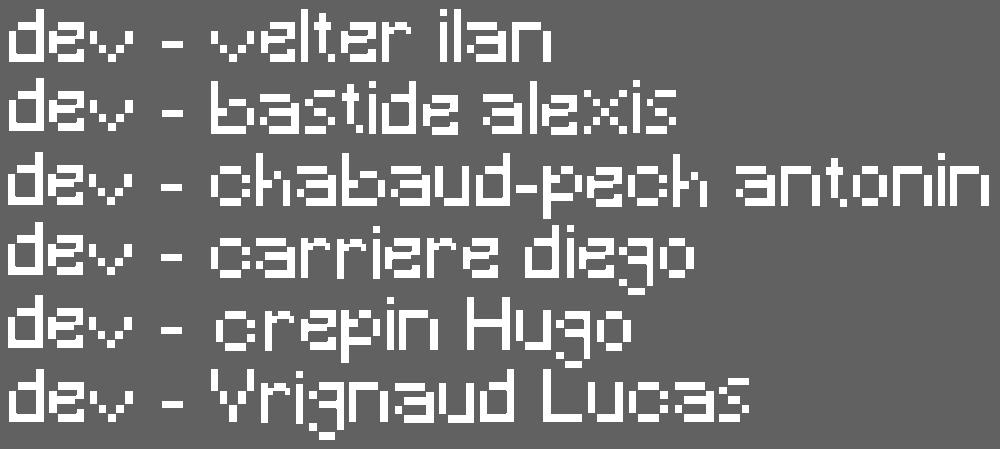 dev - velter ilan
dev - bastide alexis
dev - chabaud-pech antonin
dev - carriere diego
dev - crepin Hugo
dev - Vrignaud Lucas